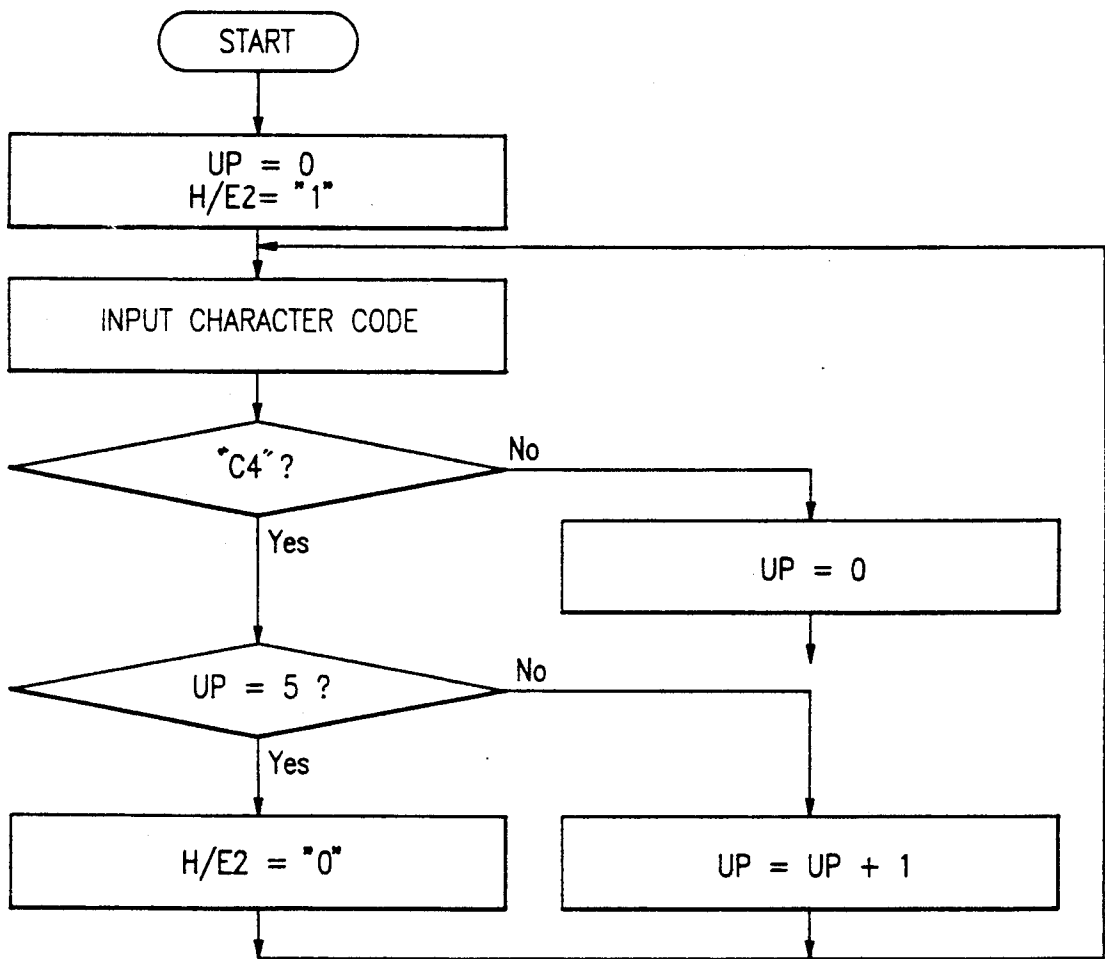 START
UP = 0
H/E2= "1"
INPUT CHARACTER CODE
"C4"?
No
Yes
UP = 0
UP = 5 ?
No
Yes
H/E2 = "0"
UP = UP + 1